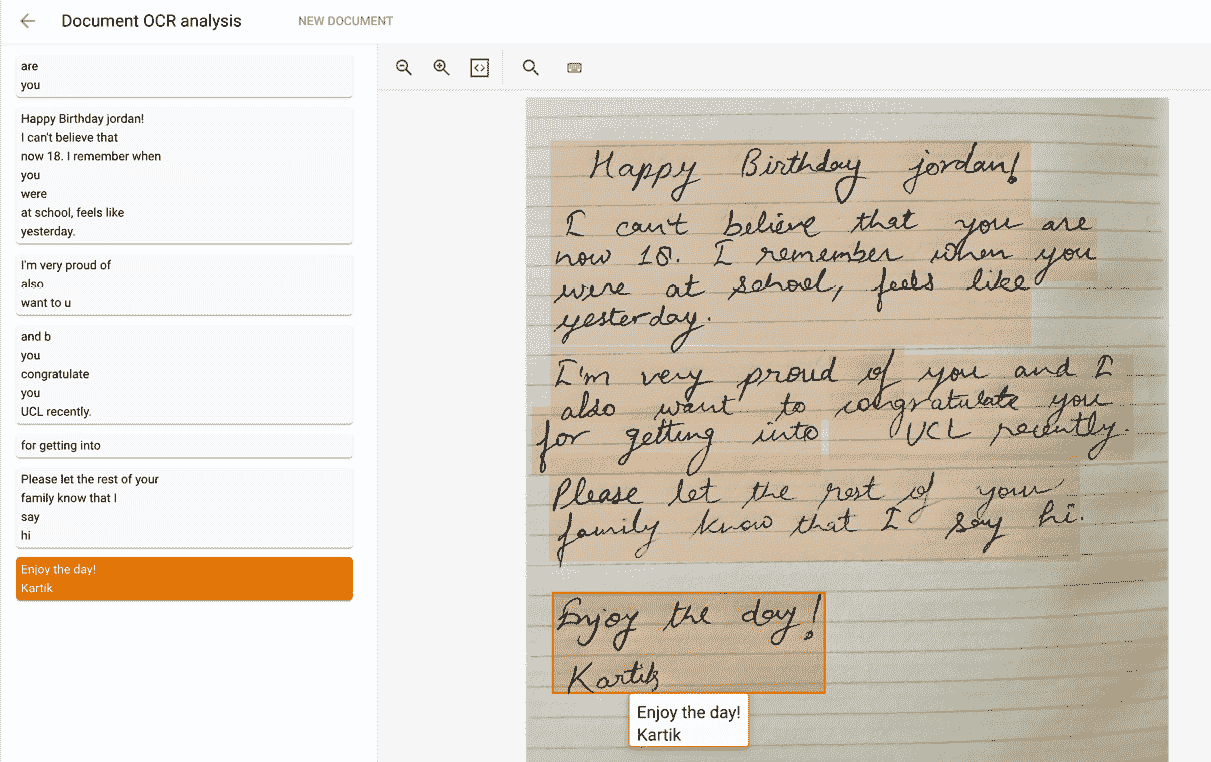 Document OCR analysis
NEW DOCUMENT
are
you
Happy Birthday jordan!
I can't believe that
now 18. I remember when
you
were
at school, feels like
yesterday.
I'm very proud of
also
want to u
and b
you
congratulate
you
UCL recently.
for getting into
Please let the rest of your
family know that I
say
hi
Enjoy the day!
Kartik
Happy Birthday jordan!
I can't believe that you are
now 18. I remember when you
were at school, feels like
yesterday.
I'm very proud of you and I
also want to congratulate you
for getting into UCL recently.
Please let the rest of your
family know that I say hi.
Enjoy the day!
Kartik
Enjoy the day!
Kartik